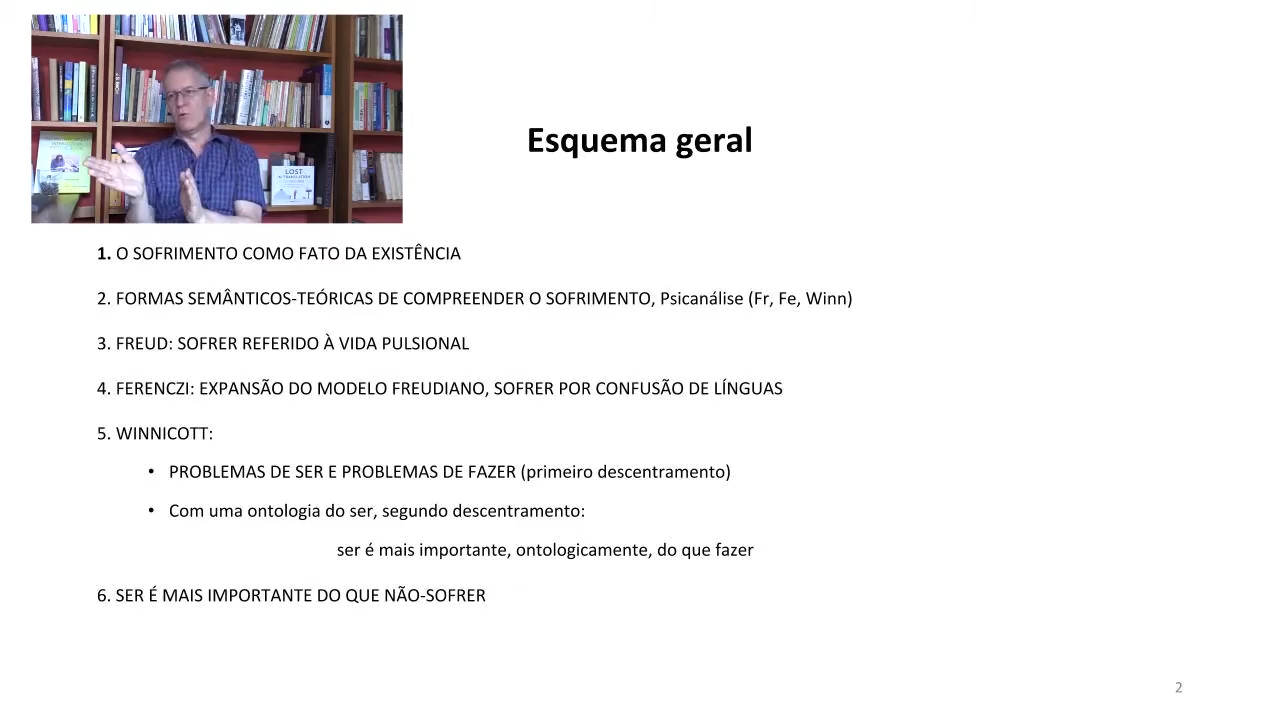 LOST
IN TRANSLATION
Esquema geral
1. O SOFRIMENTO COMO FATO DA EXISTÊNCIA
2. FORMAS SEMÂNTICOS-TEÓRICAS DE COMPREENDER O SOFRIMENTO, Psicanálise (Fr, Fe, Winn)
3. FREUD: SOFRER REFERIDO À VIDA PULSIONAL
4. FERENCZI: EXPANSÃO DO MODELO FREUDIANO, SOFRER POR CONFUSÃO DE LÍNGUAS
5. WINNICOTT:
• PROBLEMAS DE SER E PROBLEMAS DE FAZER (primeiro descentramento)
• Com uma ontologia do ser, segundo descentramento:
ser é mais importante, ontologicamente, do que fazer
6. SER É MAIS IMPORTANTE DO QUE NÃO-SOFRER
2